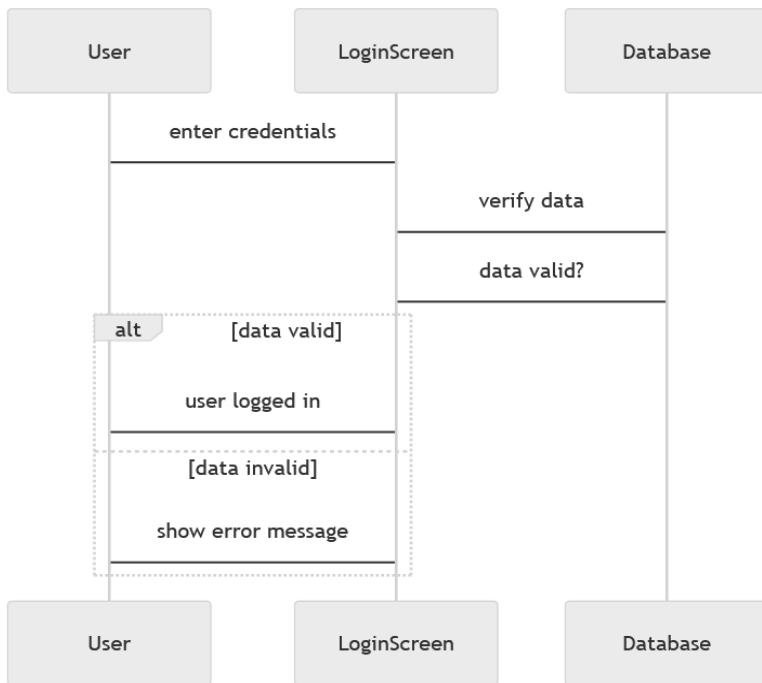 User
LoginScreen
Database
enter credentials
verify data
data valid?
alt
[data valid]
user logged in
[data invalid]
show error message
User
LoginScreen
Database